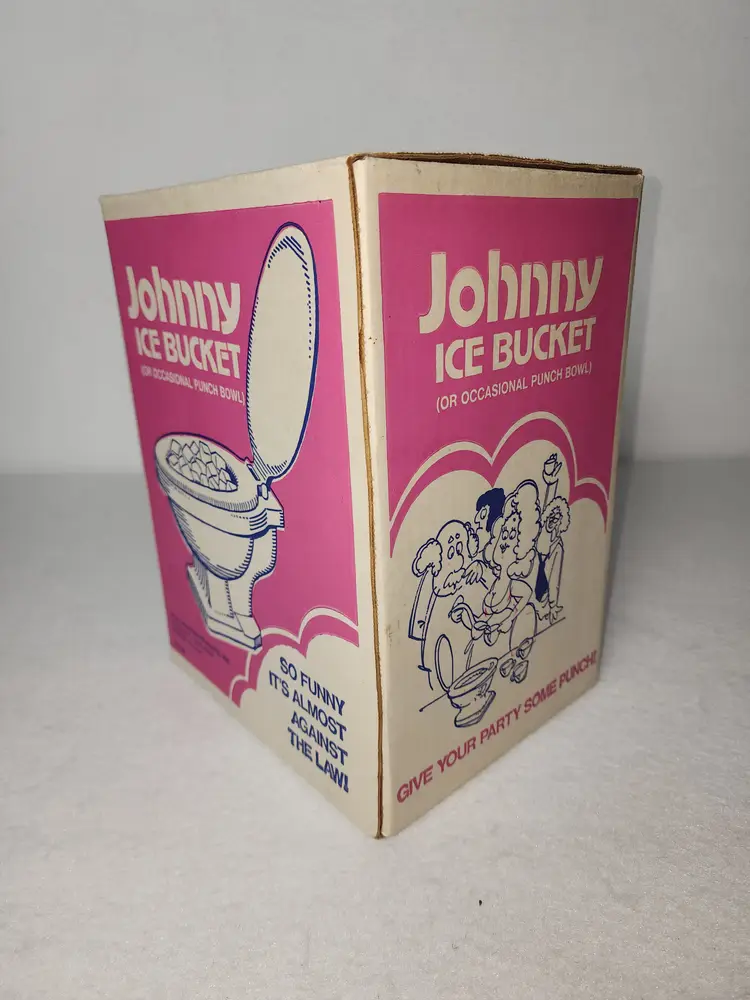 Johnny
ICE BUCKET
(OR OCCASIONAL PUNCH BOWL)
SO FUNNY
IT'S ALMOST
AGAINST
THE LAW!
Johnny
ICE BUCKET
(OR OCCASIONAL PUNCH BOWL)
GIVE YOUR PARTY SOME PUNCH!